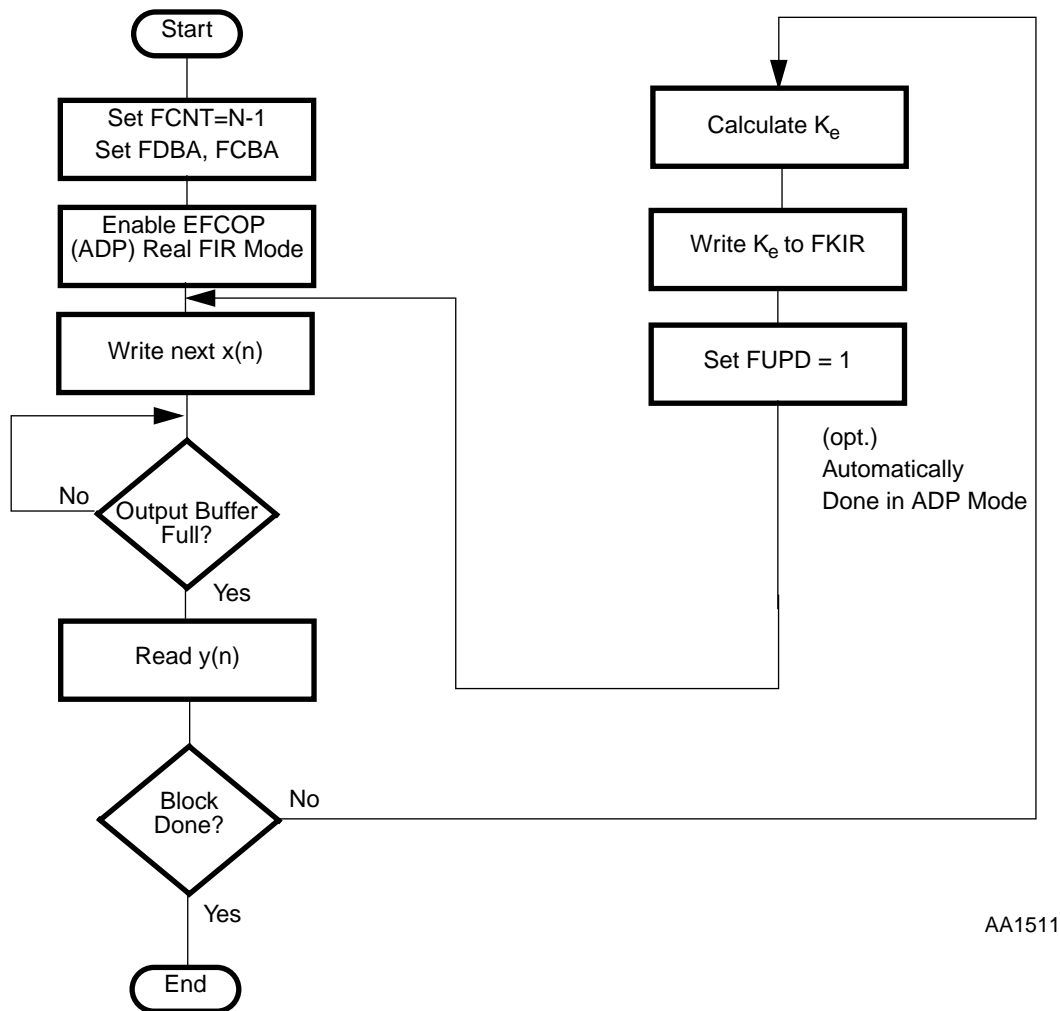 Start
Set FCNT=N-1
Set FDBA, FCBA
Enable EFCOP
(ADP) Real FIR Mode
Write next x(n)
No
Output Buffer
Full?
Yes
Read y(n)
Block
Done?
No
Yes
End
Calculate Ke
Write Ke to FKIR
Set FUPD = 1
(opt.)
Automatically
Done in ADP Mode
AA1511